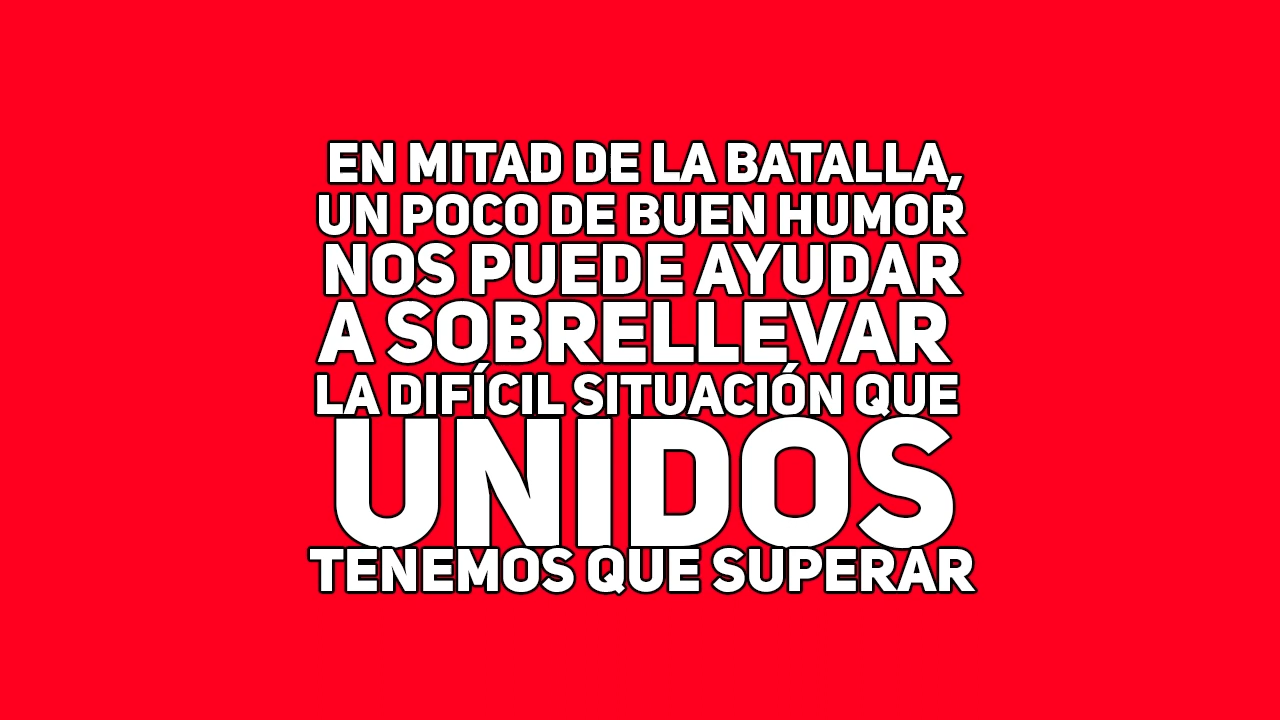 EN MITAD DE LA BATALLA,
UN POCO DE BUEN HUMOR
NOS PUEDE AYUDAR
A SOBRELLEVAR
LA DIFÍCIL SITUACIÓN QUE
UNIDOS
TENEMOS QUE SUPERAR